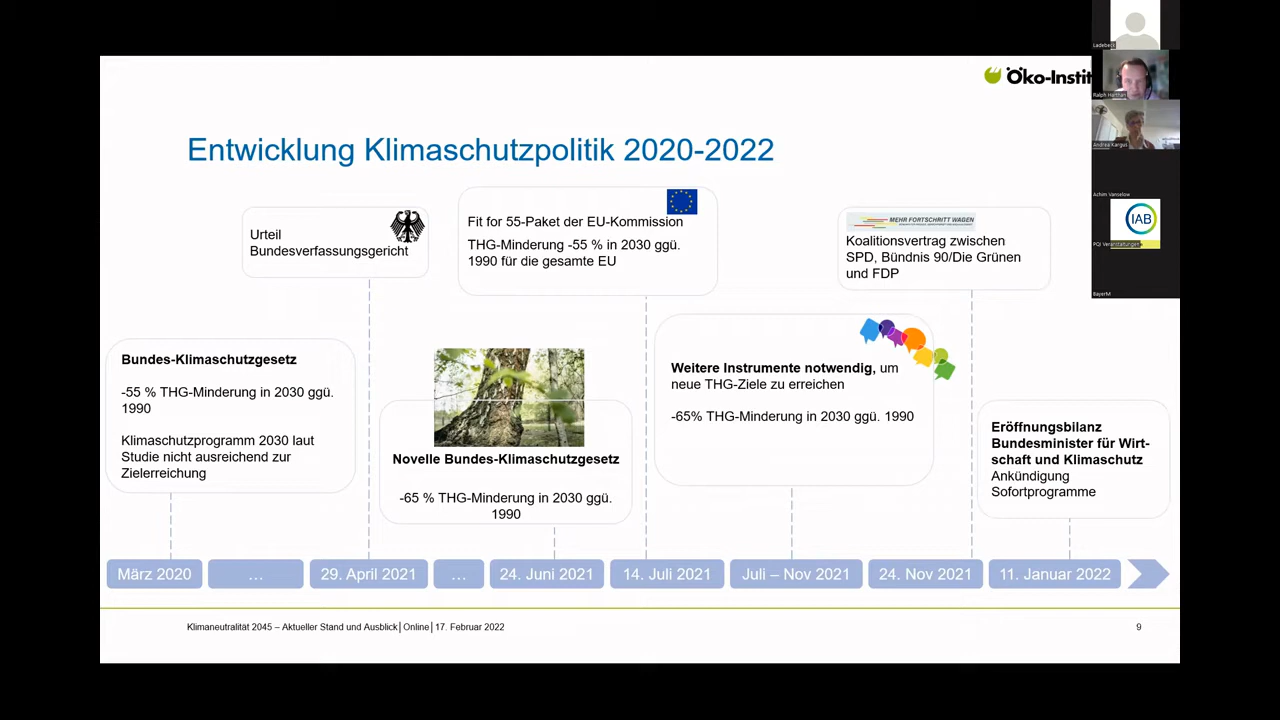 Öko-Instit
Entwicklung Klimaschutzpolitik 2020-2022
Urteil
Bundesverfassungsgericht
Fit for 55-Paket der EU-Kommission
THG-Minderung -55 % in 2030 ggü.
1990 für die gesamte EU
MEHR FORTSCHRITT WAGEN
Koalitionsvertrag zwischen
SPD, Bündnis 90/Die Grünen
und FDP
Bundes-Klimaschutzgesetz
-55 % THG-Minderung in 2030 ggü.
1990
Klimaschutzprogramm 2030 laut
Studie nicht ausreichend zur
Zielerreichung
Novelle Bundes-Klimaschutzgesetz
-65 % THG-Minderung in 2030 ggü.
1990
Weitere Instrumente notwendig, um
neue THG-Ziele zu erreichen
-65% THG-Minderung in 2030 ggü. 1990
Eröffnungsbilanz
Bundesminister für Wirt-
schaft und Klimaschutz
Ankündigung
Sofortprogramme
März 2020
...
29. April 2021
...
24. Juni 2021
14. Juli 2021
Juli – Nov 2021
24. Nov 2021
11. Januar 2022
Klimaneutralität 2045 – Aktueller Stand und Ausblick│Online│17. Februar 2022
9
Ladebeck
Andrea Kargus
Achim Vanselow
IAB